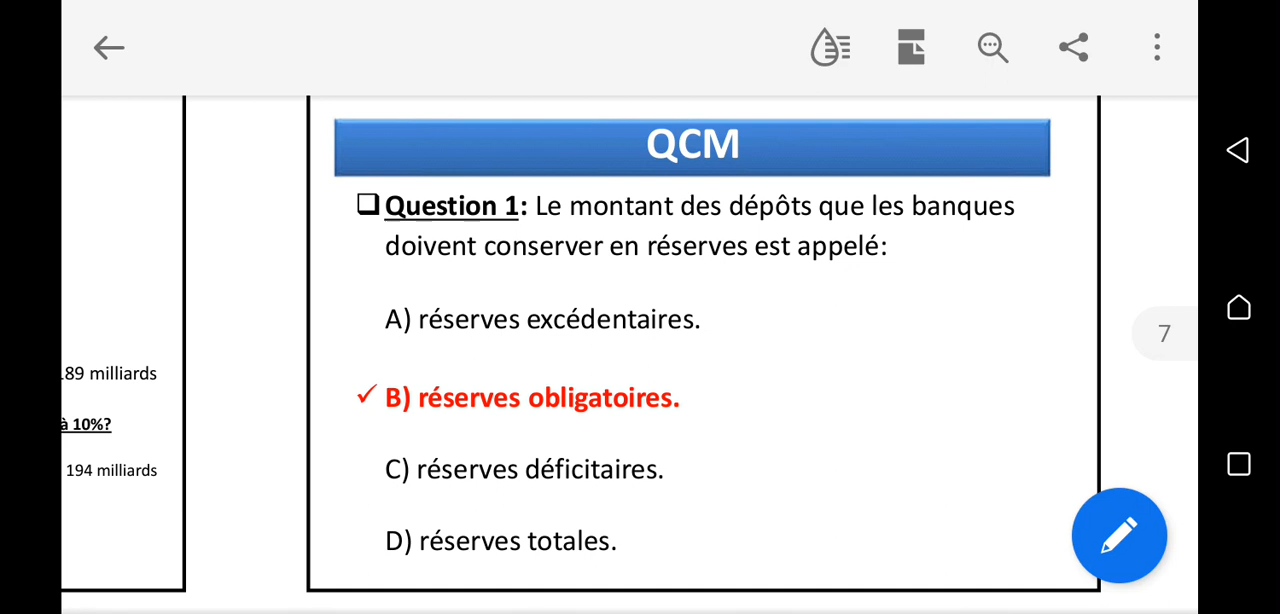 QCM
Question 1: Le montant des dépôts que les banques
doivent conserver en réserves est appelé:
A) réserves excédentaires.
B) réserves obligatoires.
C) réserves déficitaires.
D) réserves totales.
89 milliards
à 10%?
194 milliards
7